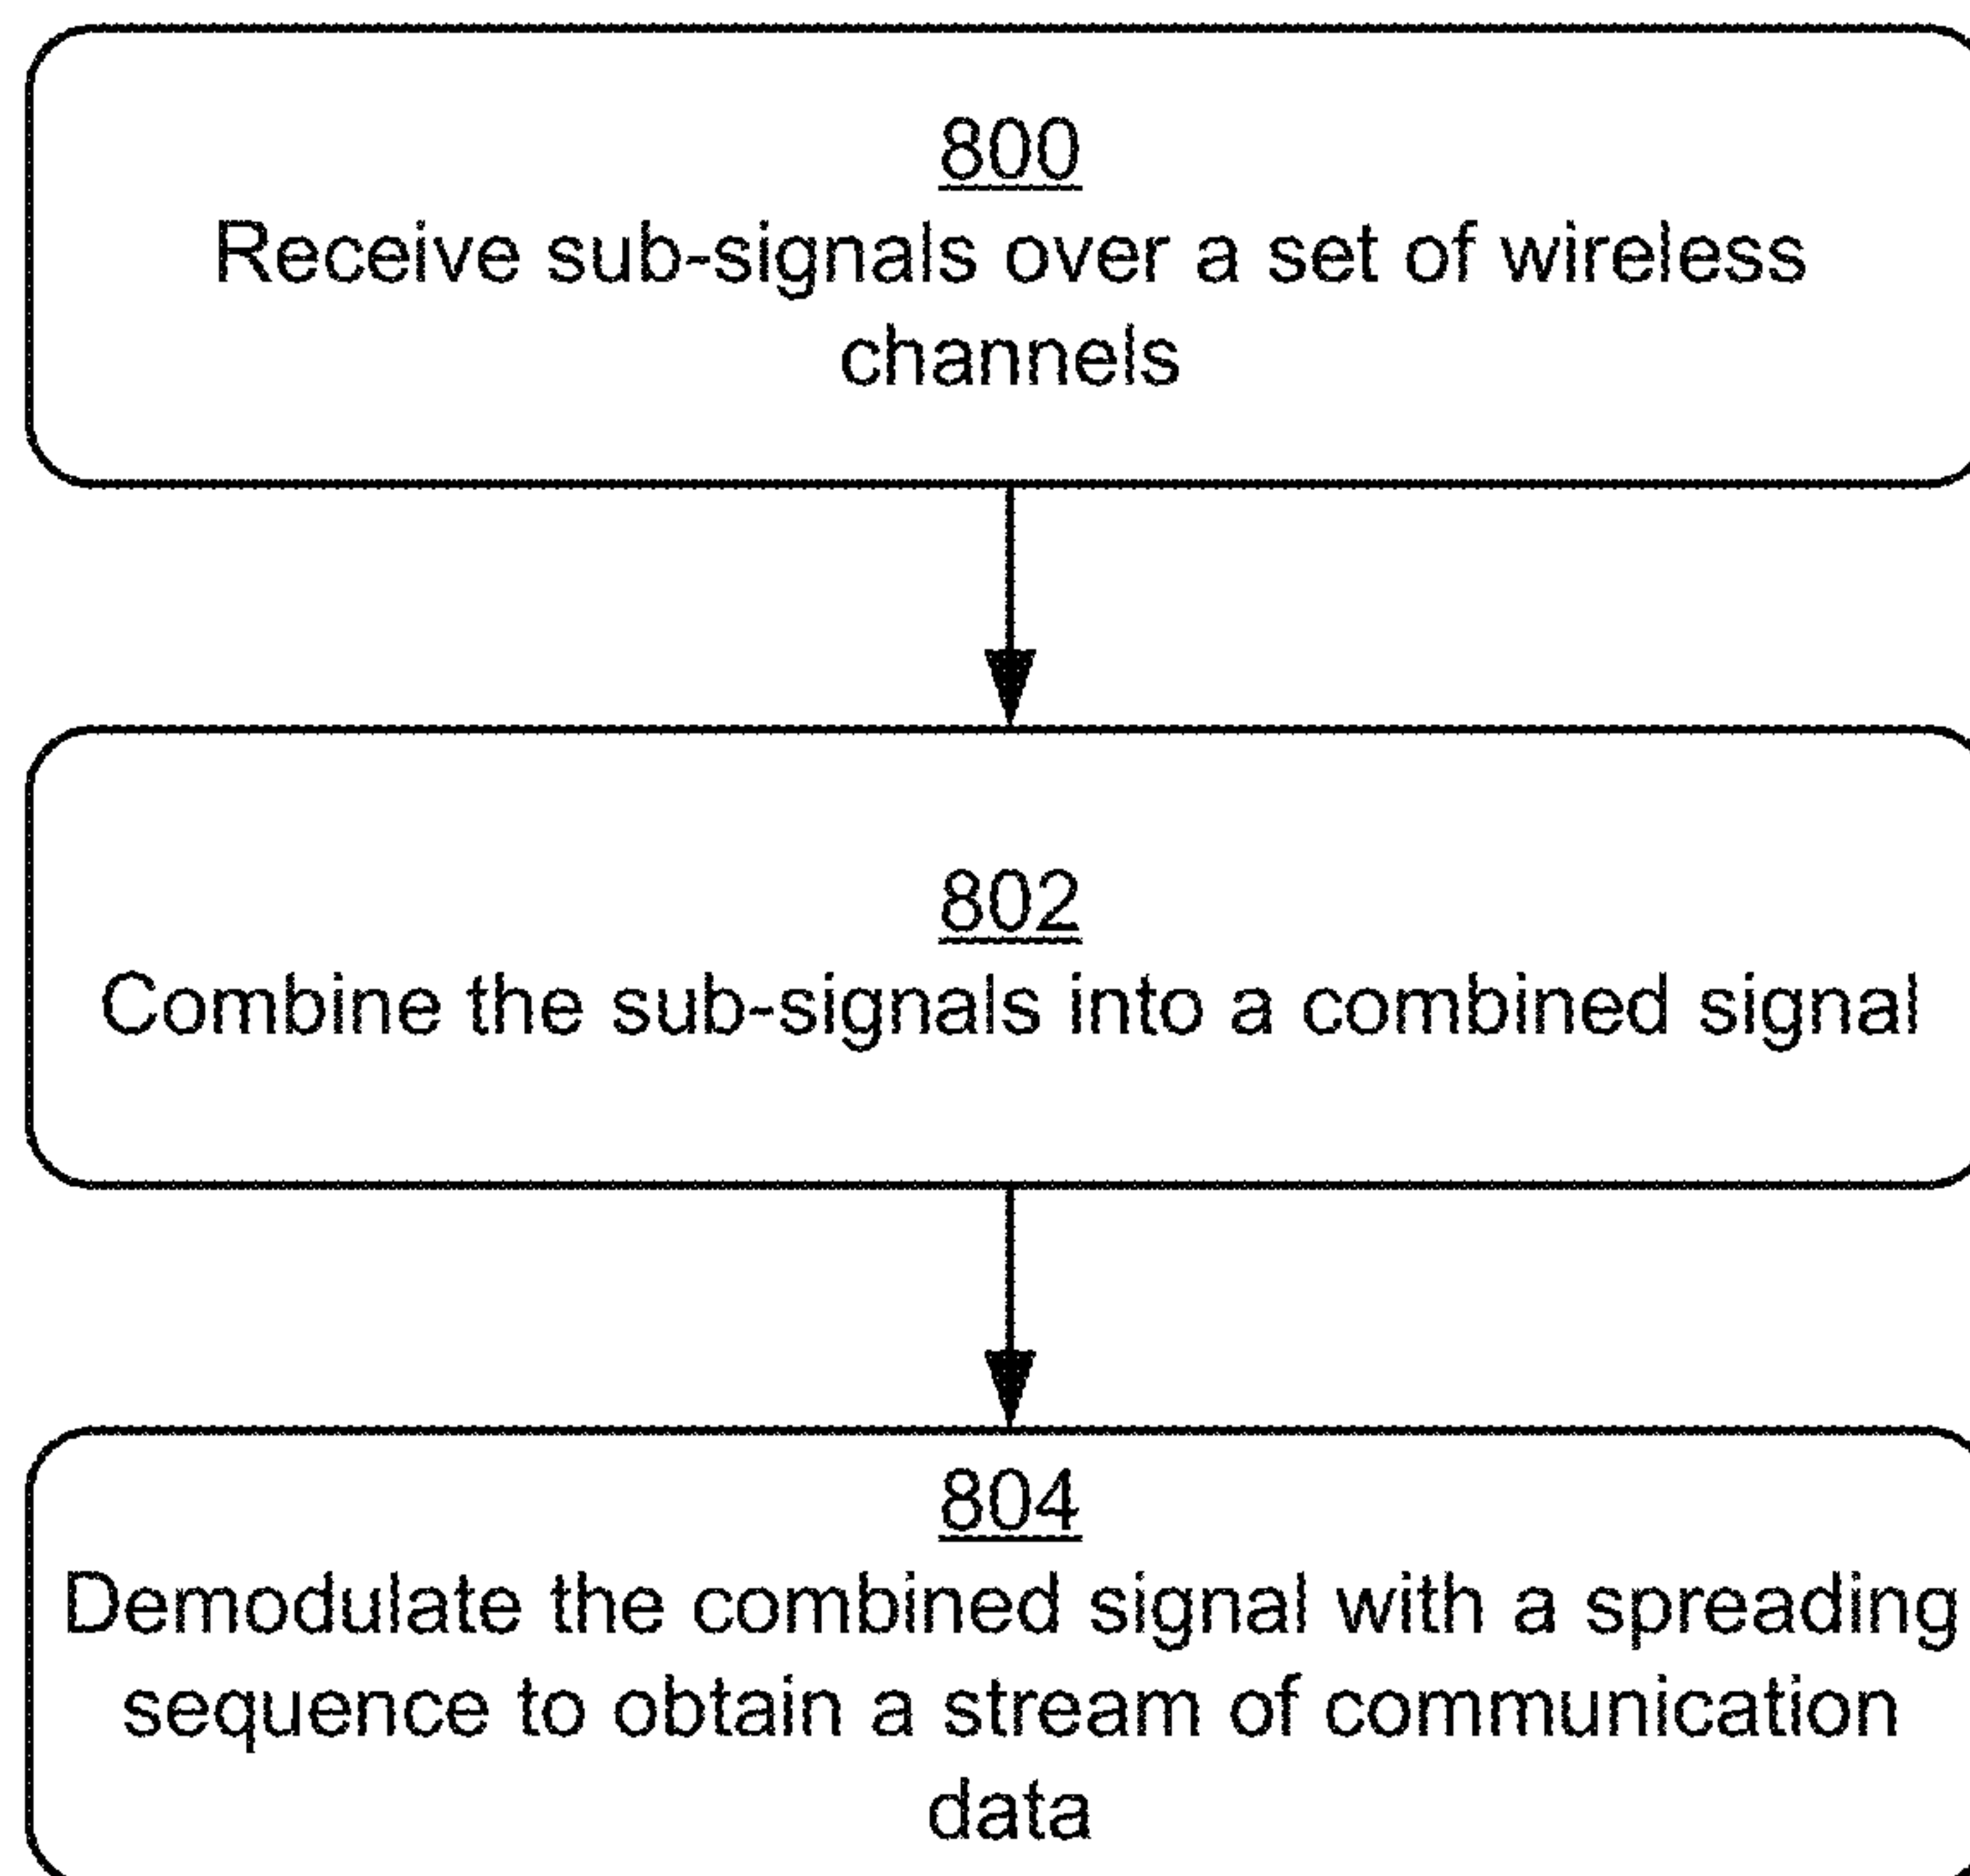 800
Receive sub-signals over a set of wireless
channels
802
Combine the sub-signals into a combined signal
804
Demodulate the combined signal with a spreading
sequence to obtain a stream of communication
data